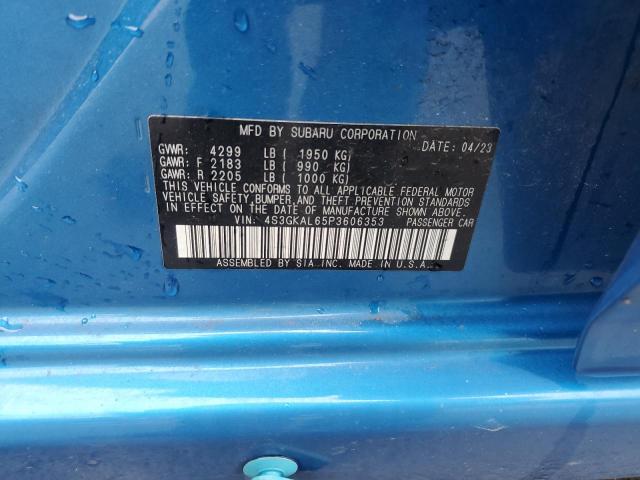 MFD BY SUBARU CORPORATION DATE: 04/23
GVWR: 4299 LB ( 1950 KG)
GAWR: F 2183 LB ( 990 KG)
GAWR: R 2205 LB ( 1000 KG)
THIS VEHICLE CONFORMS TO ALL APPLICABLE FEDERAL MOTOR
VEHICLE SAFETY,BUMPER,AND THEFT PREVENTION STANDARDS
IN EFFECT ON THE DATE OF MANUFACTURE SHOWN ABOVE.
VIN: 4S3GKAL65P3606353 PASSENGER CAR
ASSEMBLED BY SIA INC. MADE IN U.S.A.